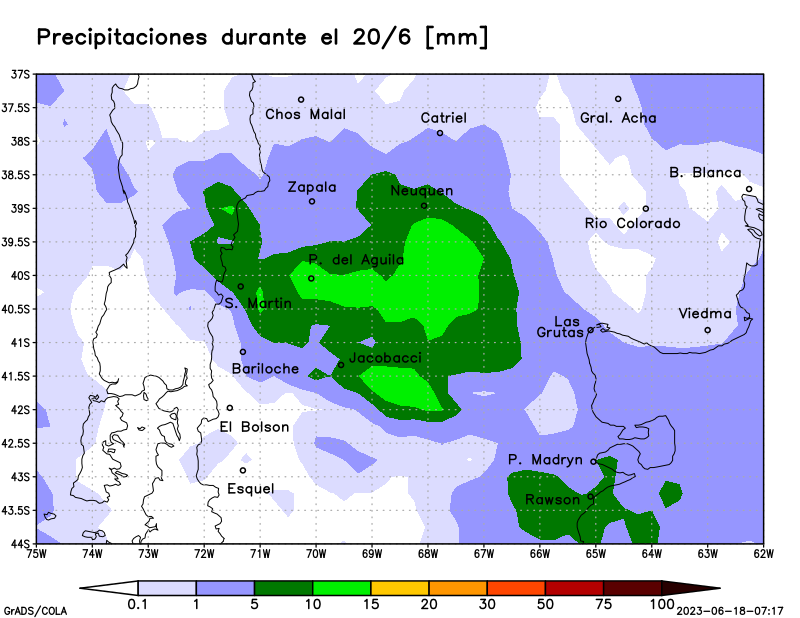 Precipitaciones durante el 20/6 [mm]
37S
37.5S
38S
38.5S
39S
39.5S
40S
40.5S
41S
41.5S
42S
42.5S
43S
43.5S
44S
Chos Malal
Catriel
Gral. Acha
B. Blanca
Zapala
Neuquen
Rio Colorado
P. del Aguila
S. Martin
Viedma
Las
Grutas
Bariloche
Jacobacci
El Bolson
Esquel
P. Madryn
Rawson
75W 74W 73W 72W 71W 70W 69W 68W 67W 66W 65W 64W 63W 62W
0.1 1 5 10 15 20 30 50 75 100
GrADS/COLA
2023-06-18-07:17